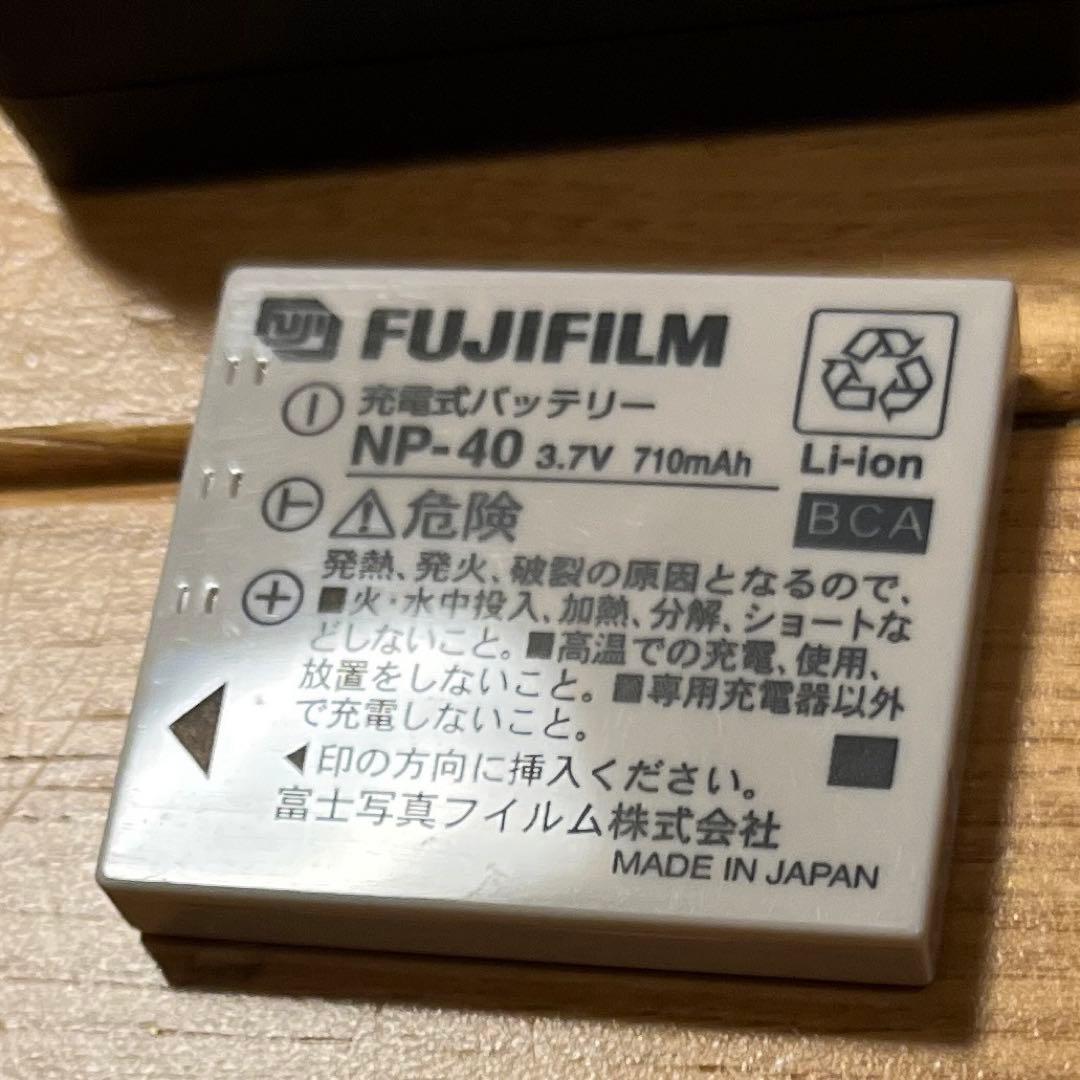 FUJI FUJIFILM
充電式バッテリー
NP-40 3.7V 710mAh
Li-ion
BCA
⚠危険
発熱、発火、破裂の原因となるので、
■火・水中投入、加熱、分解、ショートな
どしないこと。■高温での充電、使用、
放置をしないこと。■専用充電器以外
で充電しないこと。
◀印の方向に挿入ください。
富士写真フイルム株式会社
MADE IN JAPAN